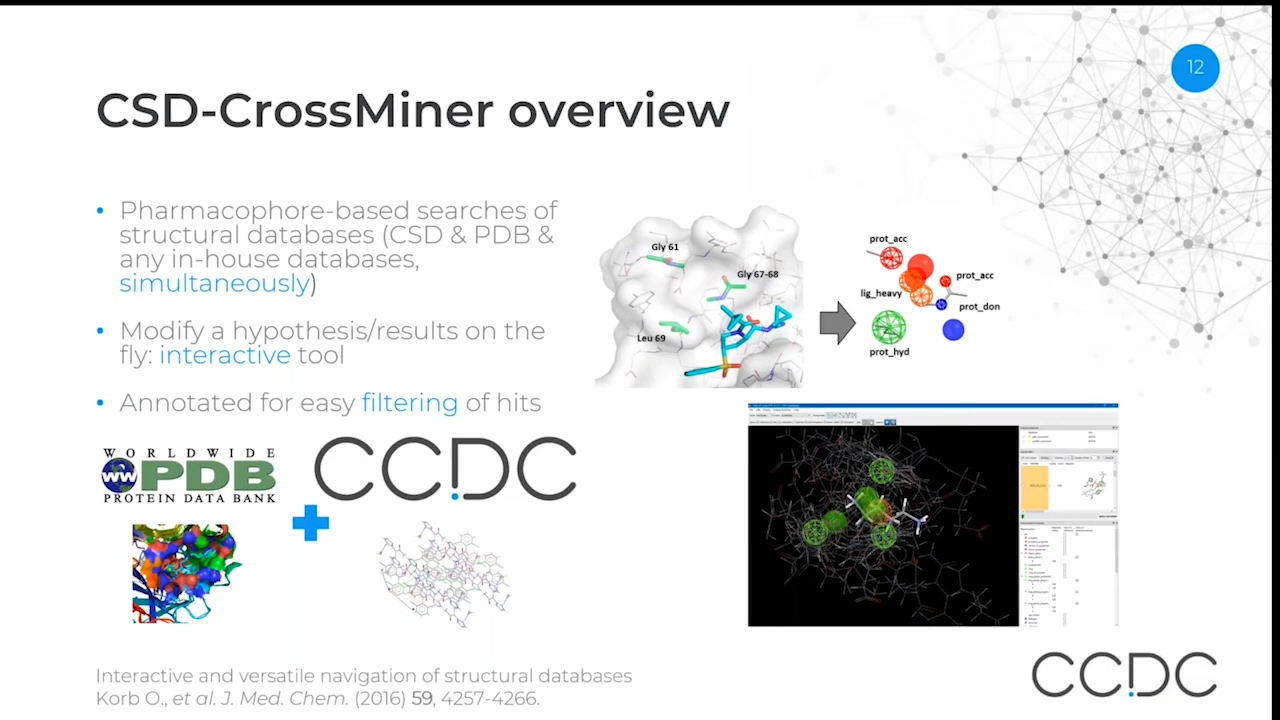 12
CSD-CrossMiner overview
• Pharmacophore-based searches of
structural databases (CSD & PDB &
any in-house databases,
simultaneously)
• Modify a hypothesis/results on the
fly: interactive tool
• Annotated for easy filtering of hits
Gly 61
Gly 67-68
Leu 69
prot_acc
prot_acc
lig_heavy
prot_don
prot_hyd
WORLDWIDE
PDB
PROTEIN DATA BANK
CCDC
Interactive and versatile navigation of structural databases
Korb O., et al. J. Med. Chem. (2016) 59, 4257-4266.
CCDC